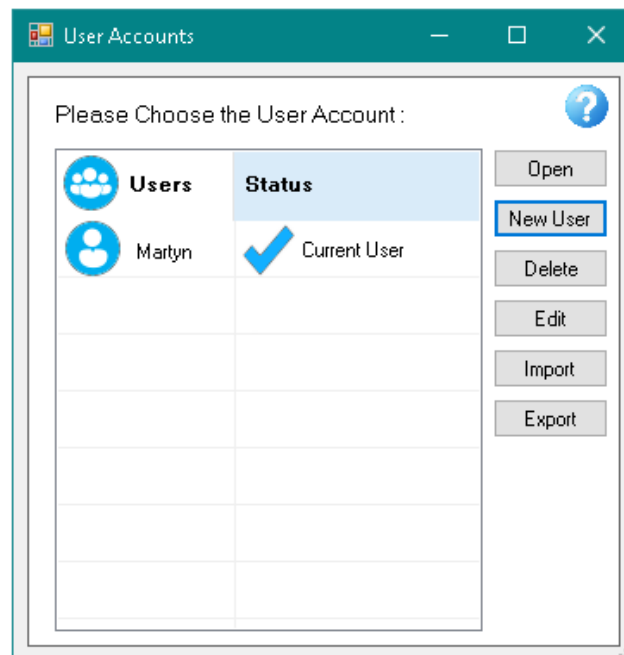 User Accounts
Please Choose the User Account :
?
Users Status
Martyn Current User
Open
New User
Delete
Edit
Import
Export